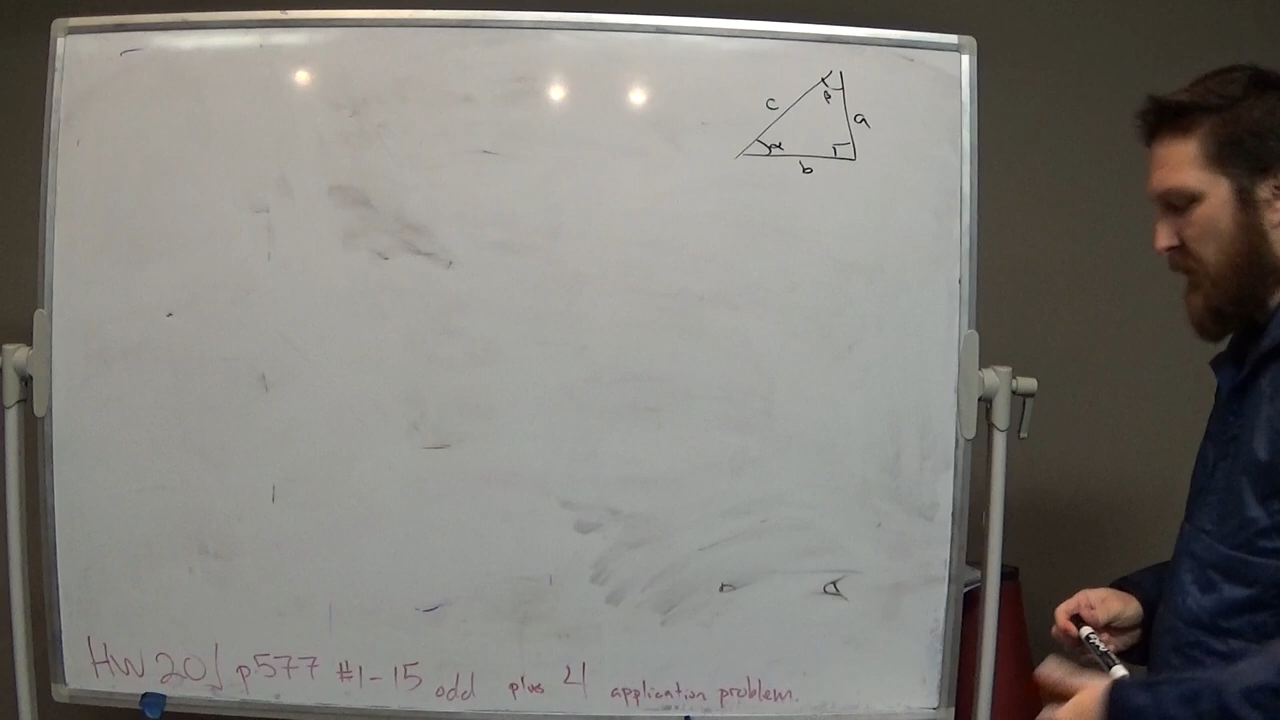 c
β
a
α
b
HW 20 p577 #1-15 odd plus 4 application problem.